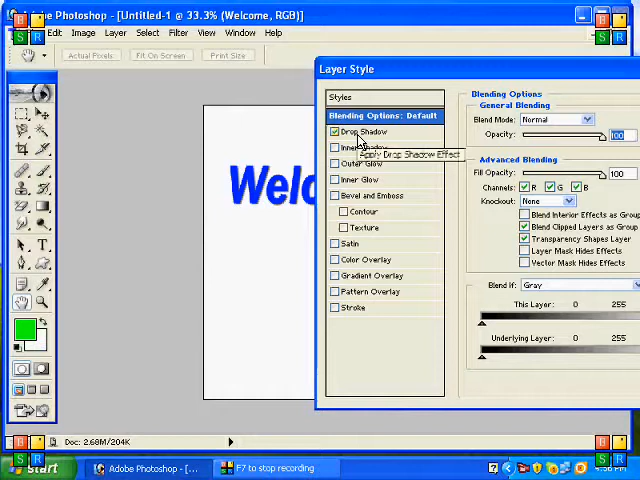 Adobe Photoshop - [Untitled-1 @ 33.3% (Welcome, RGB)]
Edit Image Layer Select Filter View Window Help
Actual Pixels Fit On Screen Print Size
Layer Style
Styles
Blending Options: Default
Drop Shadow
Inner Shadow
Apply Drop Shadow Effect
Outer Glow
Inner Glow
Bevel and Emboss
Contour
Texture
Satin
Color Overlay
Gradient Overlay
Pattern Overlay
Stroke
Blending Options
General Blending
Blend Mode: Normal
Opacity: 100
Advanced Blending
Fill Opacity: 100
Channels: R G B
Knockout: None
Blend Interior Effects as Group
Blend Clipped Layers as Group
Transparency Shapes Layer
Layer Mask Hides Effects
Vector Mask Hides Effects
Blend If: Gray
This Layer: 0 255
Underlying Layer: 0 255
Welc
Doc: 2.68M/204K
start
Adobe Photoshop - [...
F7 to stop recording
B
S R
B
S R
B
S R
B
S R